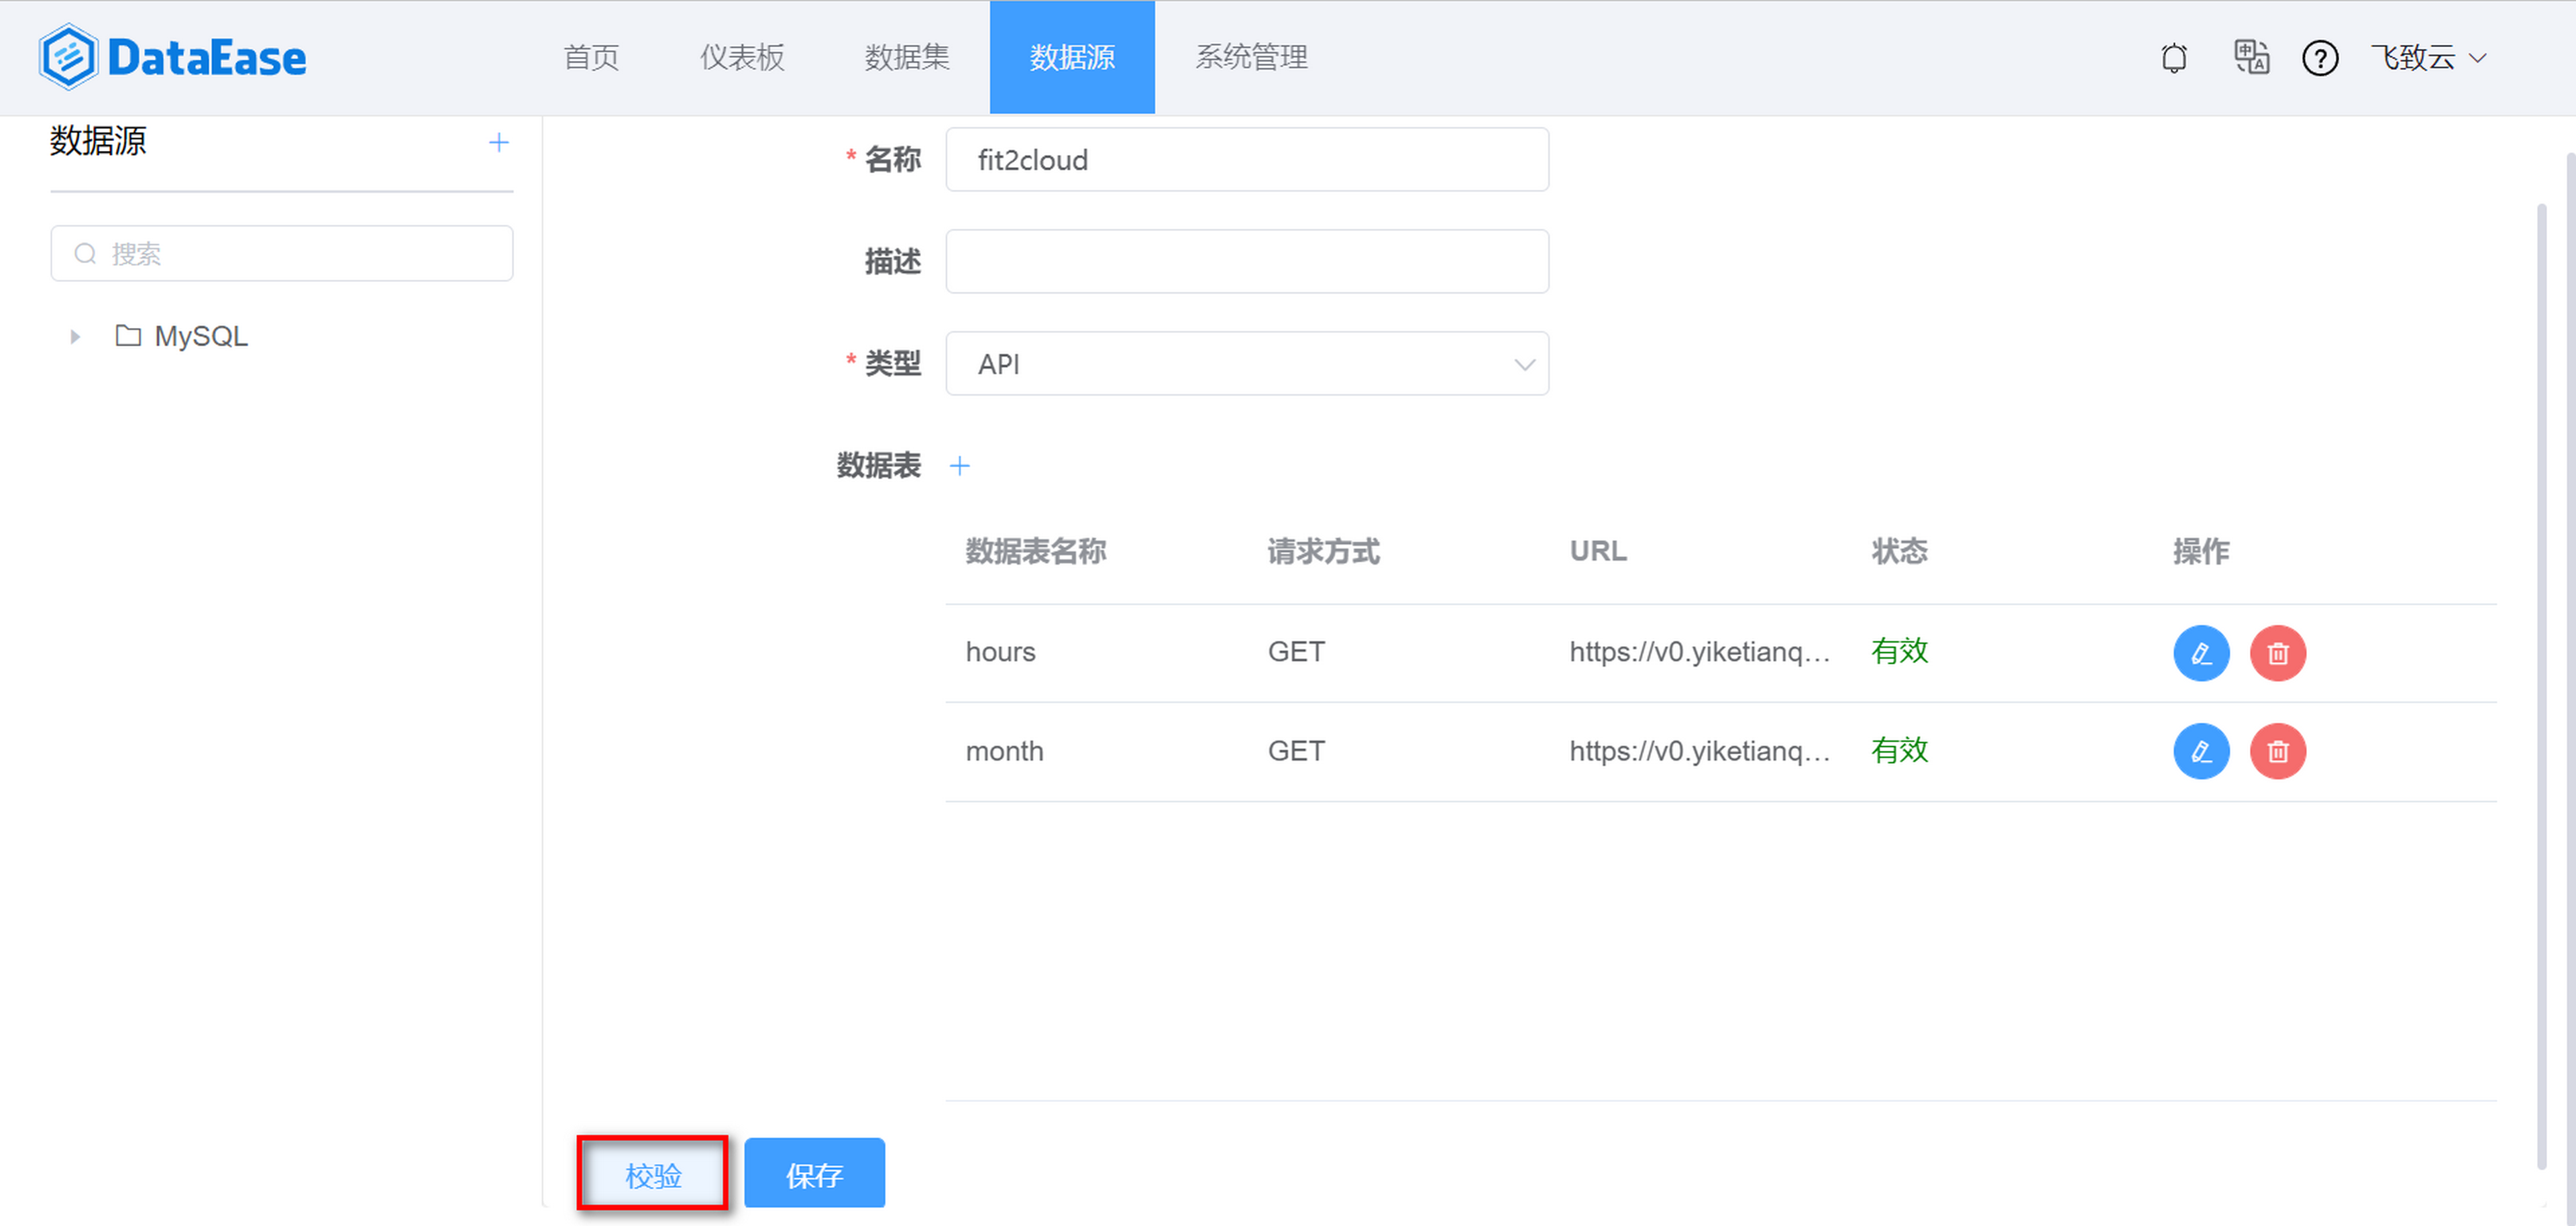 DataEase 首页 仪表板 数据集 数据源 系统管理 飞致云
数据源
搜索
MySQL
* 名称 fit2cloud
描述
* 类型 API
数据表
数据表名称 请求方式 URL 状态 操作
hours GET https://v0.yiketianq... 有效
month GET https://v0.yiketianq... 有效
校验 保存